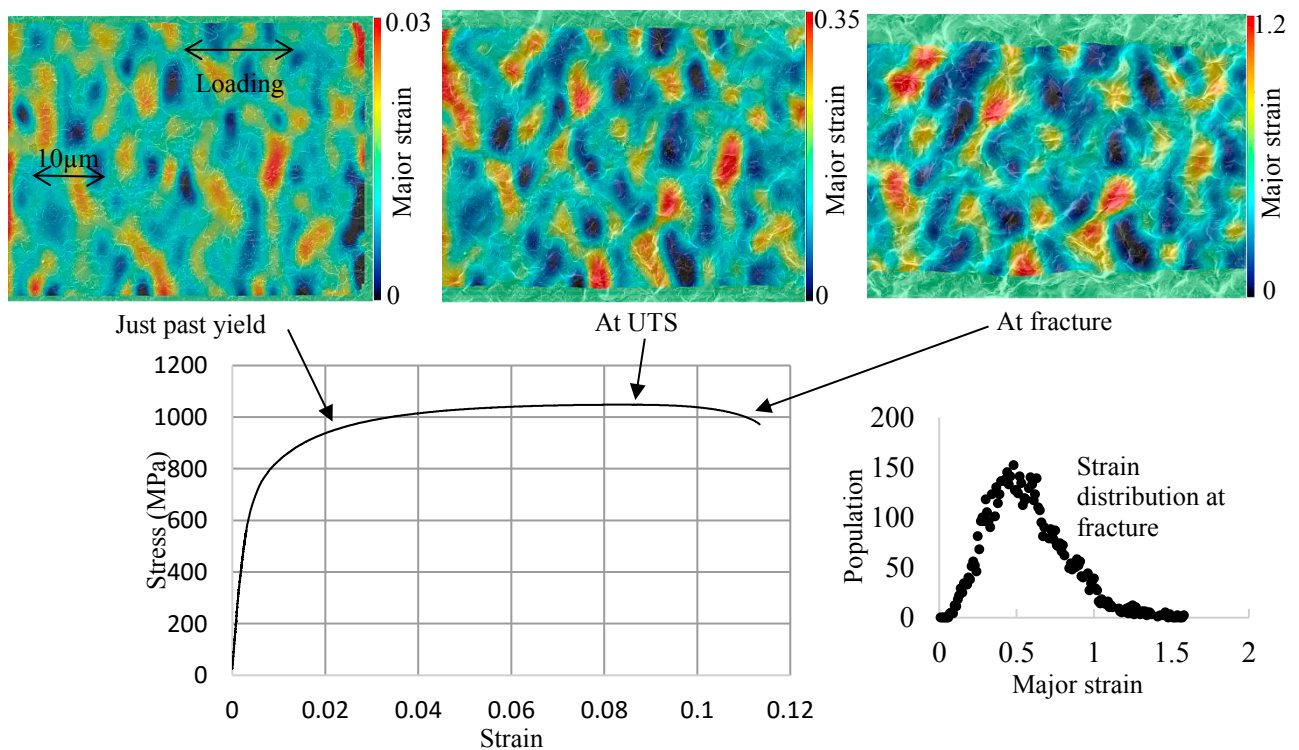 0.03
Major strain
0
Loading
10μm
0.35
Major strain
0
1.2
Major strain
0
Just past yield
At UTS
At fracture
1200
1000
800
600
400
200
0
Stress (MPa)
0
0.02
0.04
0.06
0.08
0.1
0.12
Strain
200
150
100
50
0
Population
Strain
distribution at
fracture
0
0.5
1
1.5
2
Major strain